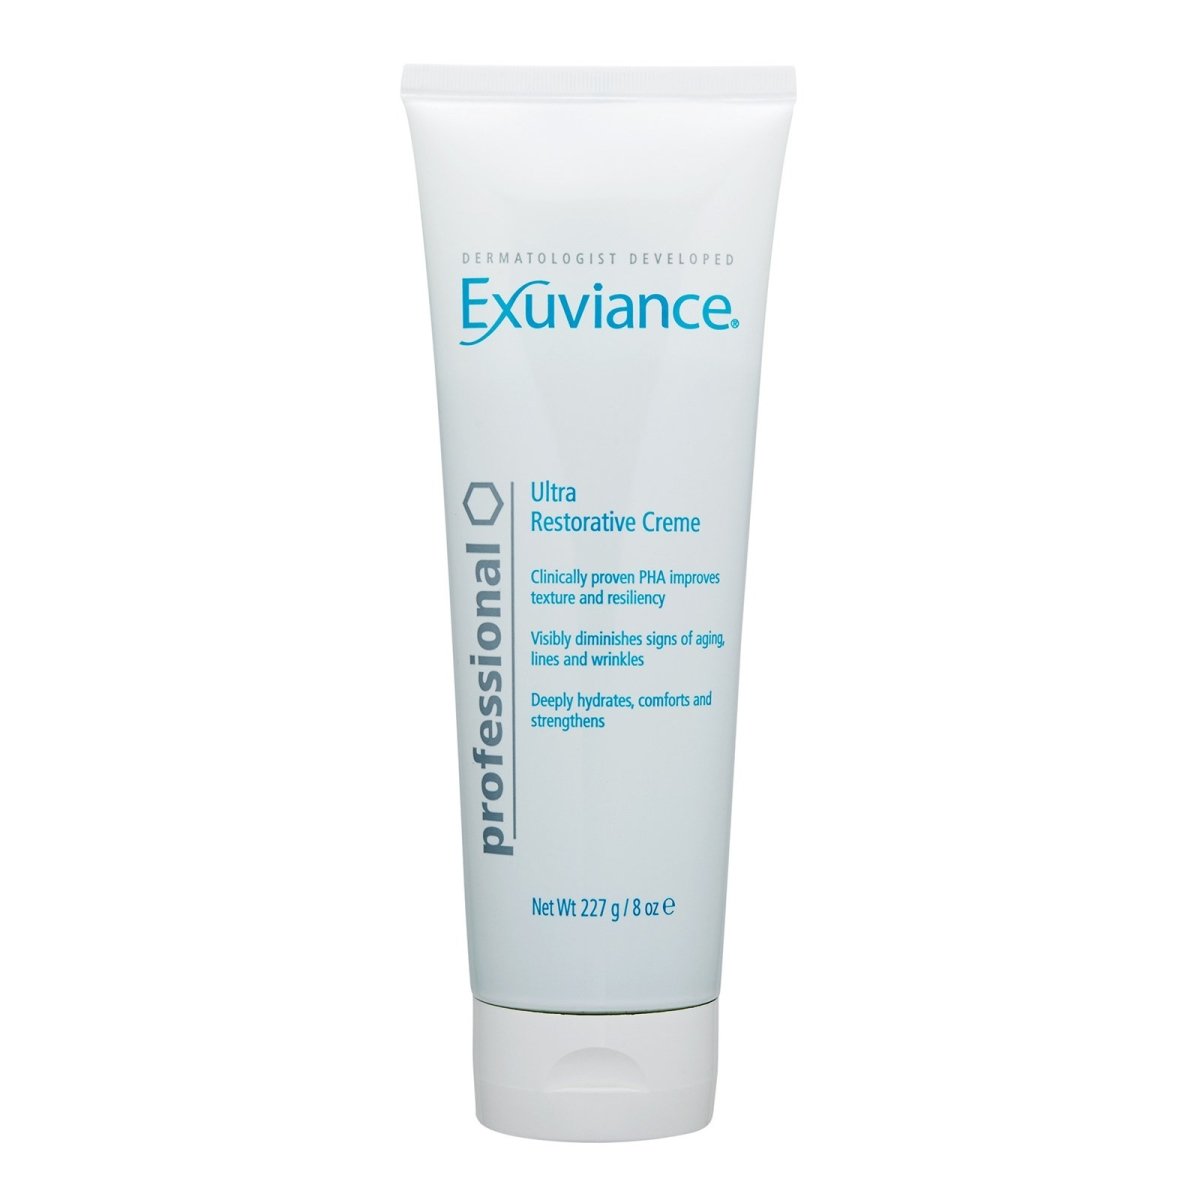 DERMATOLOGIST DEVELOPED
Exuviance®
professional
Ultra
Restorative Creme
Clinically proven PHA improves
texture and resiliency
Visibly diminishes signs of aging,
lines and wrinkles
Deeply hydrates, comforts and
strengthens
Net Wt 227 g / 8 oz ℮